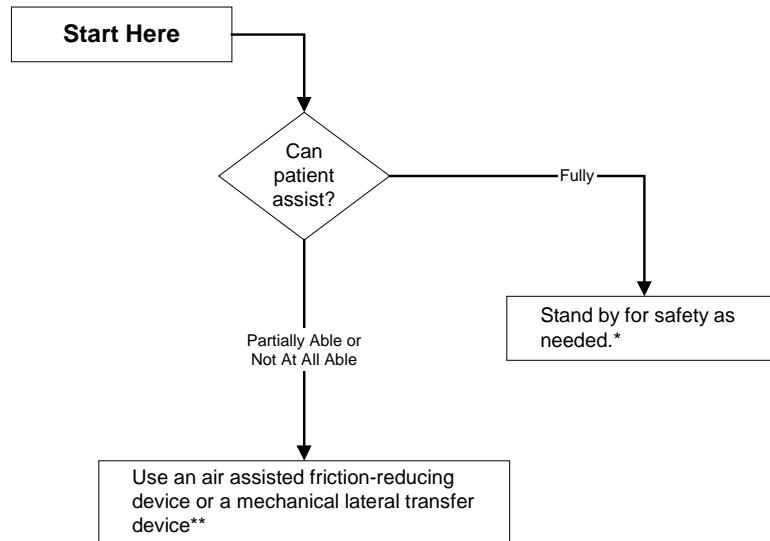 Start Here
Can
patient
assist?
Fully
Stand by for safety as
needed.*
Partially Able or
Not At All Able
Use an air assisted friction-reducing
device or a mechanical lateral transfer
device**